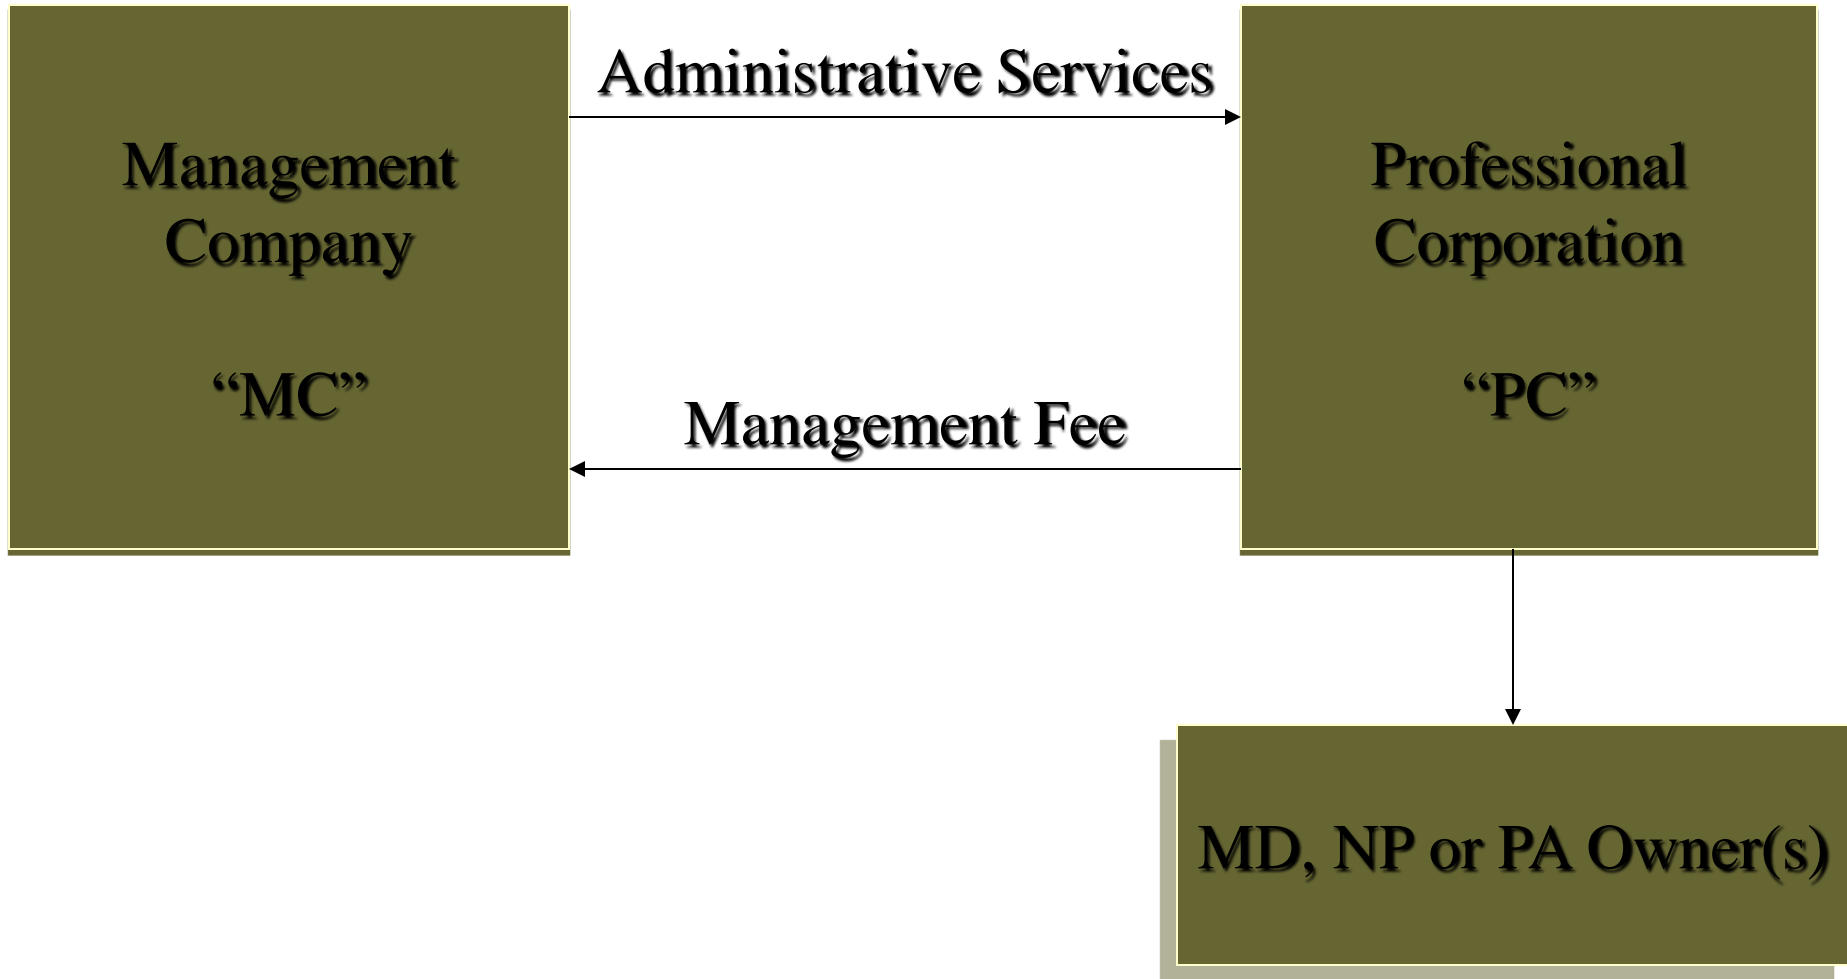 Administrative Services
Management
Company
“MC”
Professional
Corporation
“PC”
Management Fee
MD, NP or PA Owner(s)